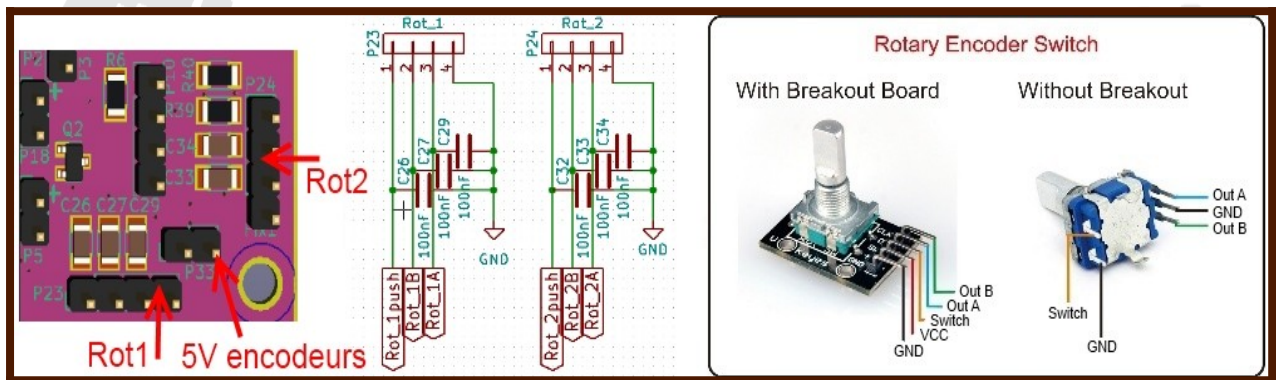 P2
P3
R6
P10
R40
P24
R39
Q2
C34
P18
C33
Rot2
C26 C27 C29
P5
P33
P23
Rot1
5V encodeurs
Rot_1
P23
1 2 3 4
C26
C27
C29
100nF
100nF
100nF
GND
Rot_1push
Rot_1B
Rot_1A
Rot_2
P24
1 2 3 4
C32
C33
C34
100nF
100nF
100nF
GND
Rot_2push
Rot_2B
Rot_2A
Rotary Encoder Switch
With Breakout Board
Without Breakout
CLK
GND
Out B
Out A
Switch
VCC
GND
Out A
GND
Out B
Switch
GND